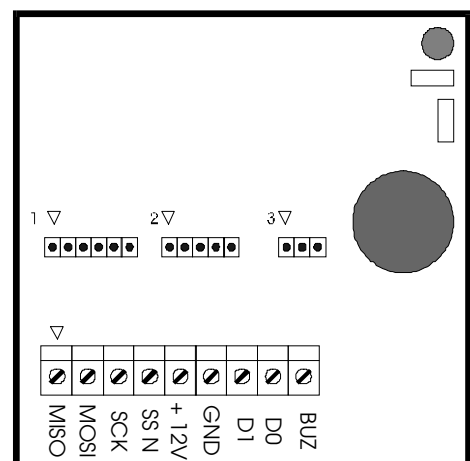 1 2 3
MISO
MOSI
SCK
SS N
+ 12V
GND
D1
D0
BUZ